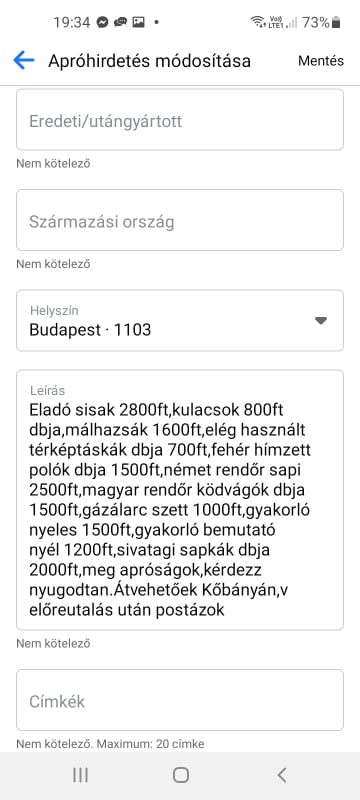 19:34
Vo))
LTE1
73%
Apróhirdetés módosítása
Mentés
Eredeti/utángyártott
Nem kötelező
Származási ország
Nem kötelező
Helyszín
Budapest · 1103
Leírás
Eladó sisak 2800ft,kulacsok 800ft
dbja,málhazsák 1600ft,elég használt
térképtáskák dbja 700ft,fehér hímzett
polók dbja 1500ft,német rendőr sapi
2500ft,magyar rendőr ködvágók dbja
1500ft,gázálarc szett 1000ft,gyakorló
nyeles 1500ft,gyakorló bemutató
nyél 1200ft,sivatagi sapkák dbja
2000ft,meg apróságok,kérdezz
nyugodtan.Átvehetőek Kőbányán,v
előreutalás után postázok
Nem kötelező
Címkék
Nem kötelező. Maximum: 20 címke